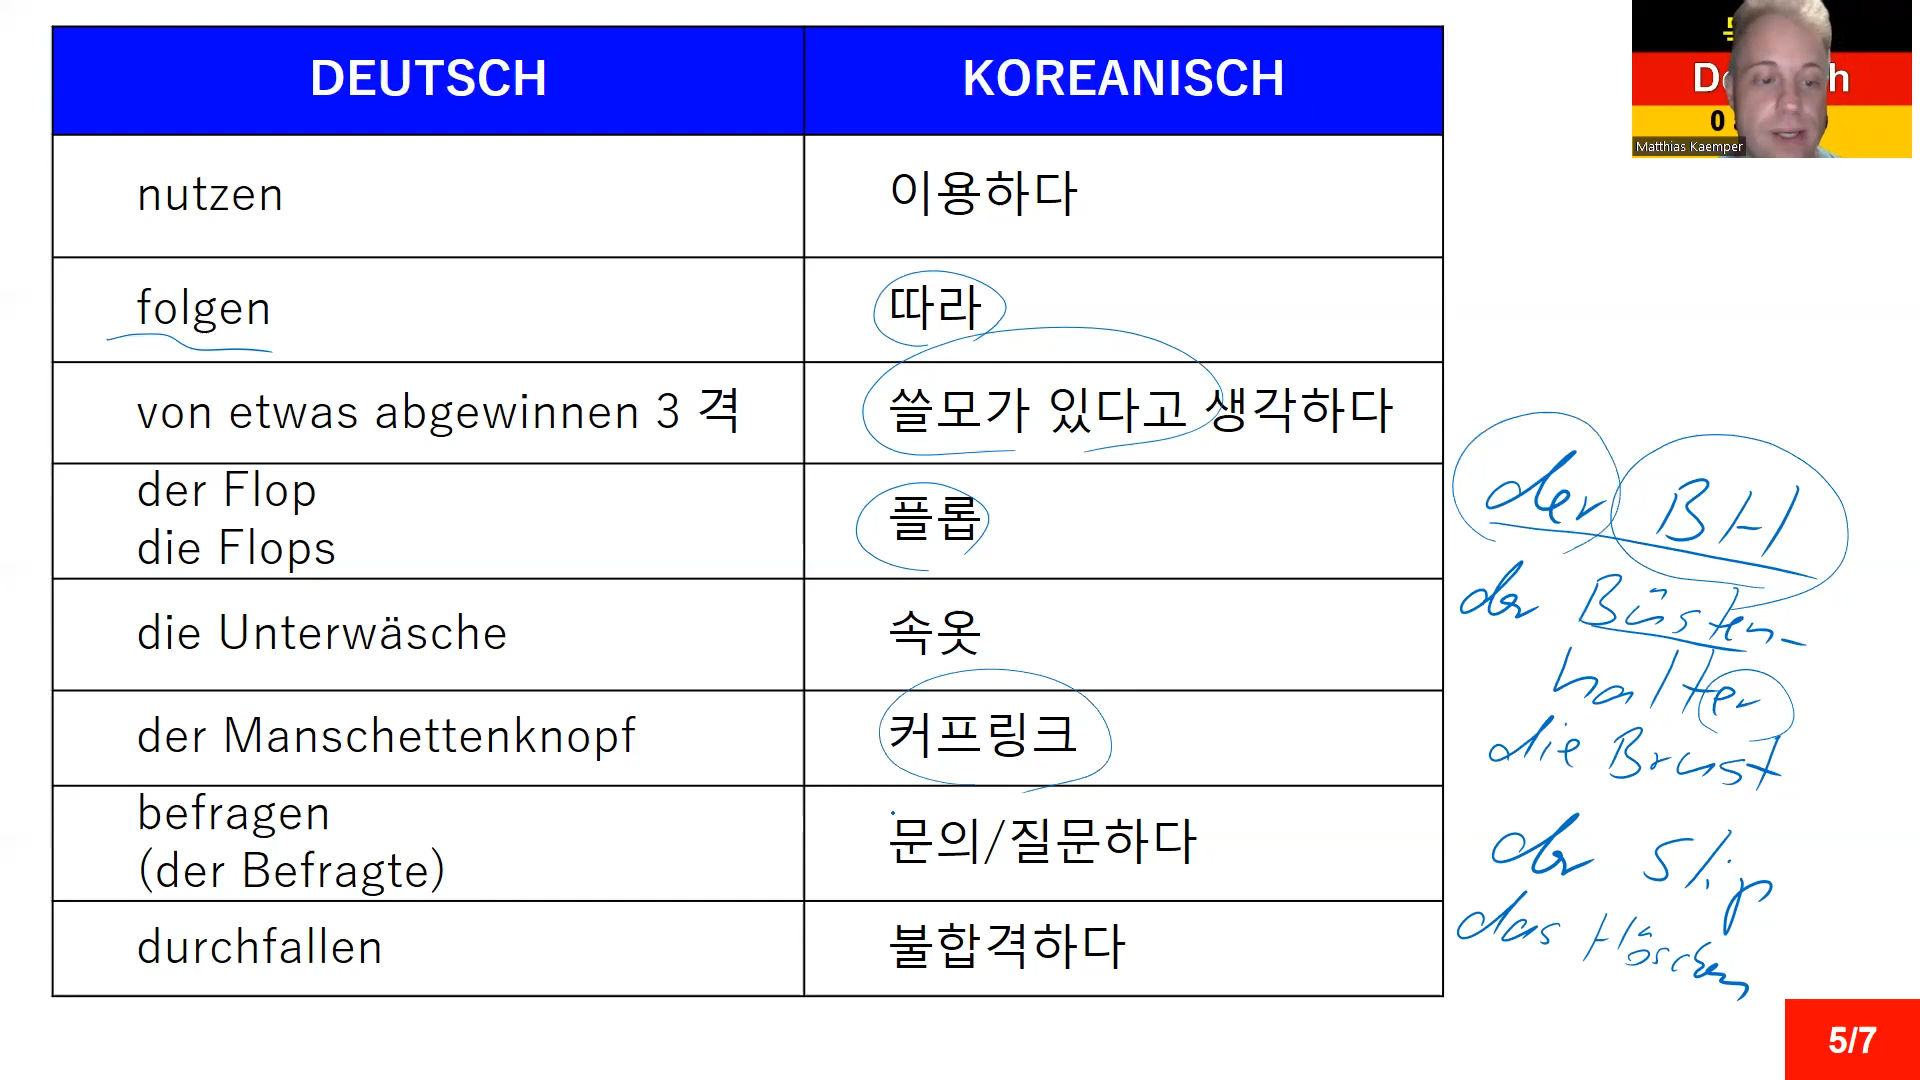 DEUTSCH KOREANISCH
nutzen 이용하다
folgen 따라
von etwas abgewinnen 3 격 쓸모가 있다고 생각하다
der Flop
die Flops
플롭
die Unterwäsche 속옷
der Manschettenknopf 커프링크
befragen
(der Befragte)
문의/질문하다
durchfallen 불합격하다
der BH
der Büsten-
halter
die Brust
der Slip
das Höschen
Matthias Kaemper
5/7